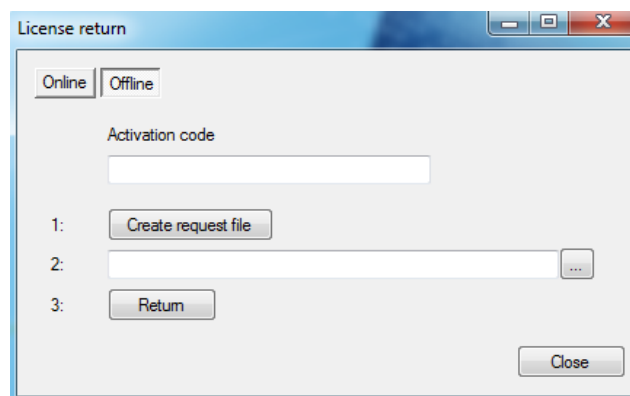 License return
Online Offline
Activation code
1: Create request file
2: ...
3: Return
Close